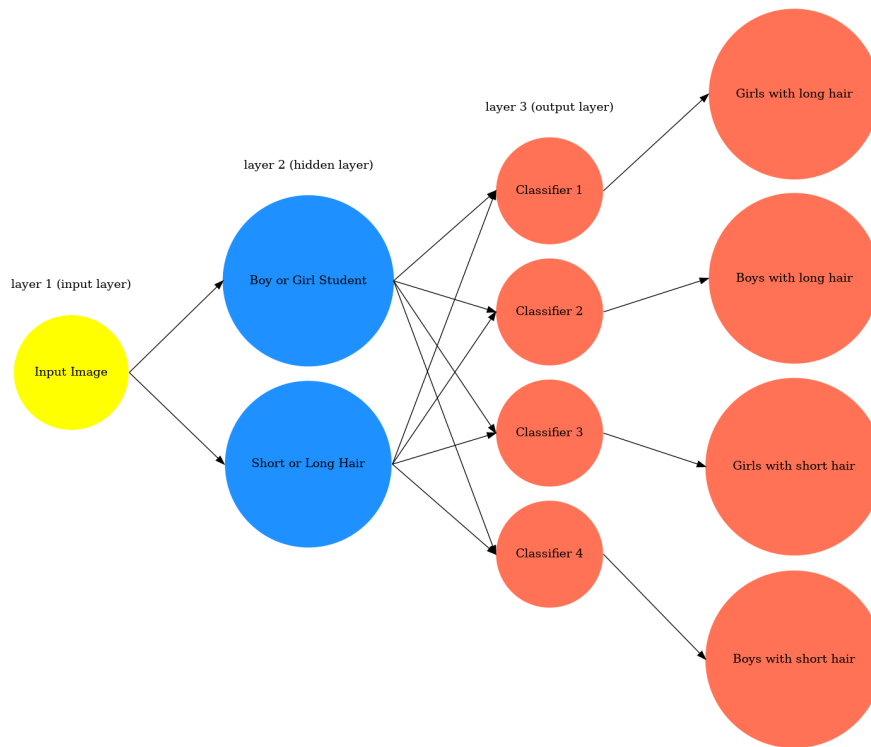 layer 1 (input layer)
Input Image
layer 2 (hidden layer)
Boy or Girl Student
Short or Long Hair
layer 3 (output layer)
Classifier 1
Classifier 2
Classifier 3
Classifier 4
Girls with long hair
Boys with long hair
Girls with short hair
Boys with short hair